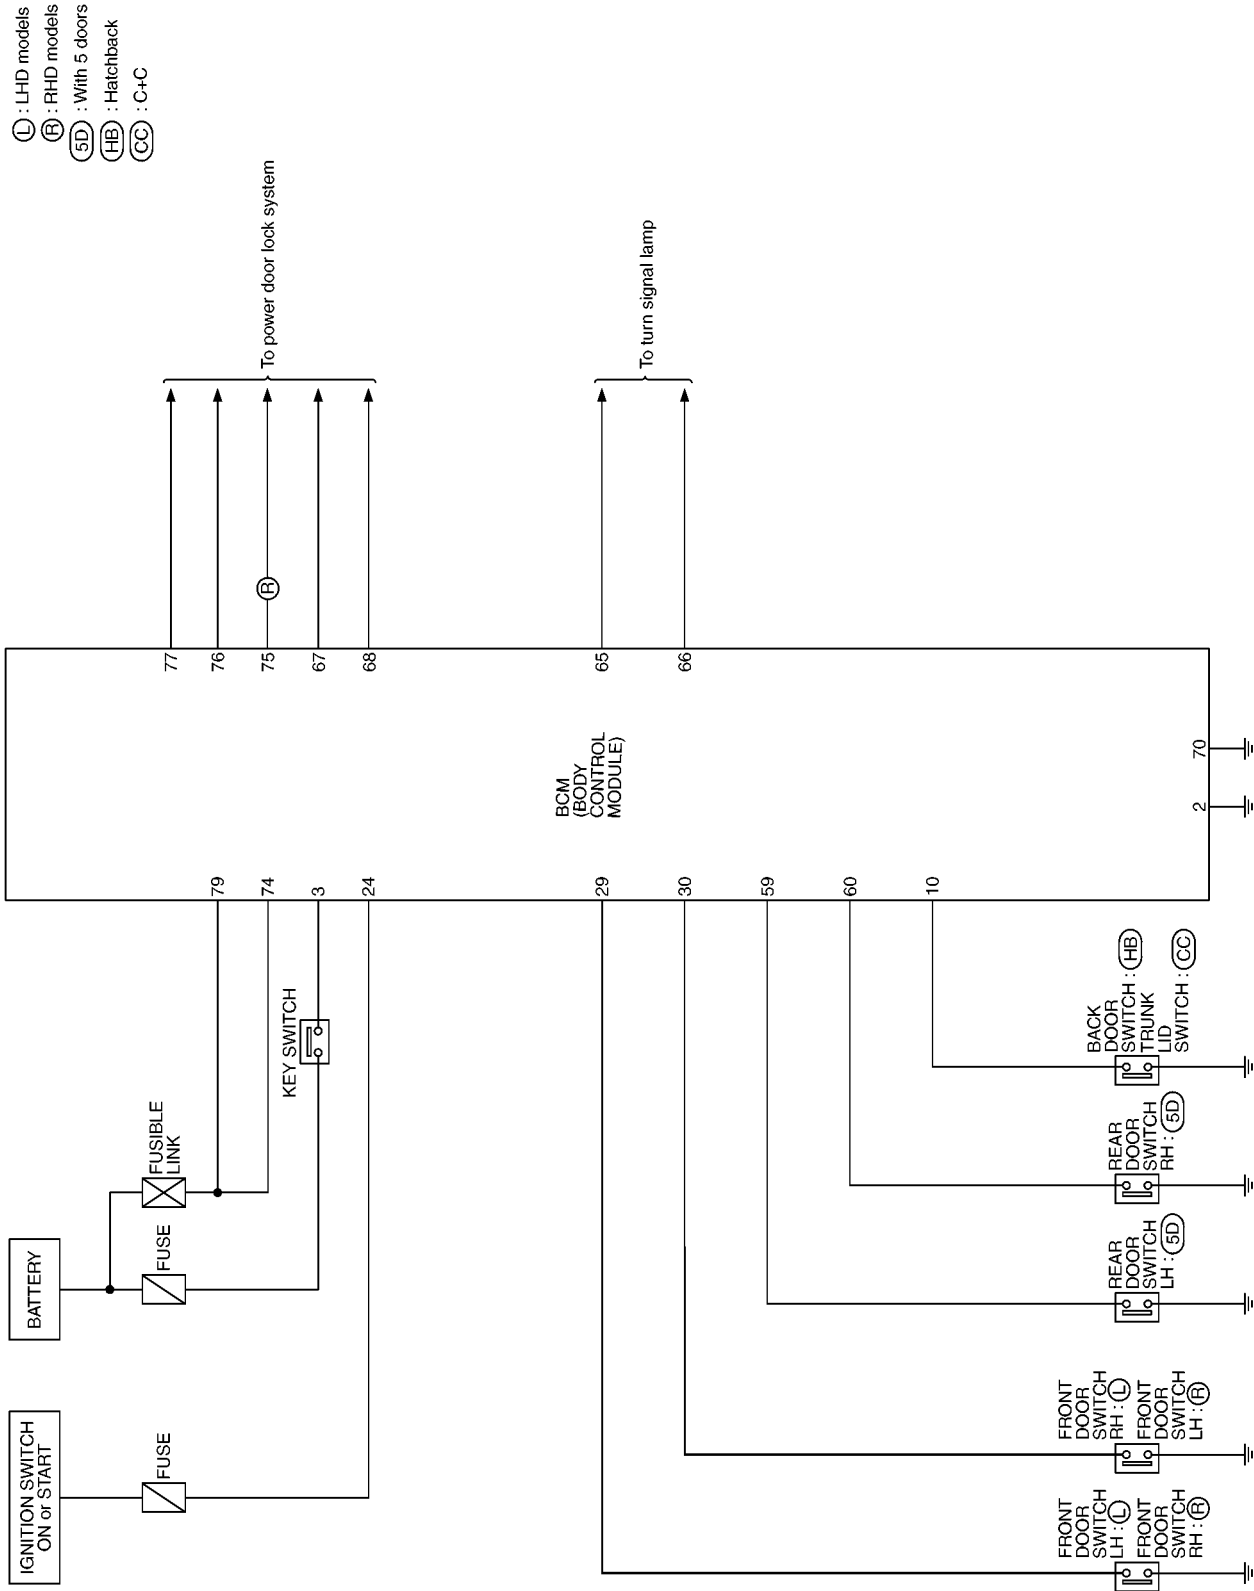 IGNITION SWITCH
ON or START
BATTERY
FUSE
FUSE
FUSIBLE
LINK
KEY SWITCH
79
74
3
24
29
30
59
60
10
BCM
(BODY
CONTROL
MODULE)
2
70
77
76
75
67
68
65
66
R
To power door lock system
To turn signal lamp
FRONT
DOOR
SWITCH
LH : L
FRONT
DOOR
SWITCH
RH : R
FRONT
DOOR
SWITCH
RH : L
FRONT
DOOR
SWITCH
LH : R
REAR
DOOR
SWITCH
LH : 5D
REAR
DOOR
SWITCH
RH : 5D
BACK
DOOR
SWITCH : HB
TRUNK
LID
SWITCH : CC
L : LHD models
R : RHD models
5D : With 5 doors
HB : Hatchback
CC : C+C